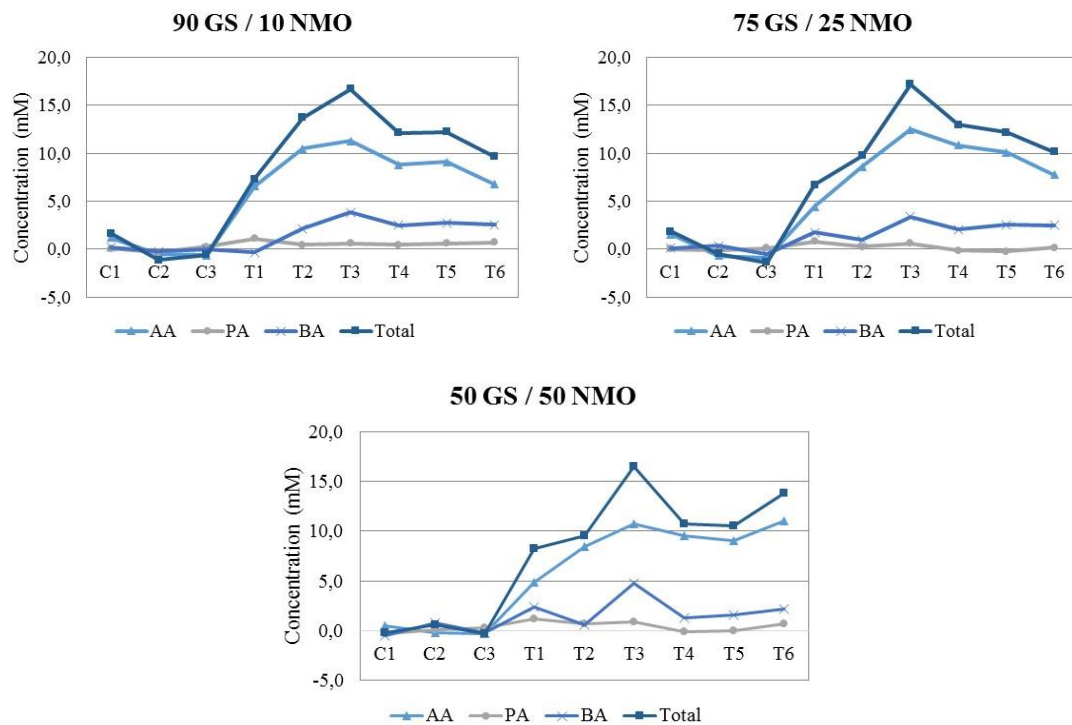 90 GS / 10 NMO
Concentration (mM)
20,0
15,0
10,0
5,0
0,0
-5,0
C1 C2 C3 T1 T2 T3 T4 T5 T6
AA PA BA Total
75 GS / 25 NMO
Concentration (mM)
20,0
15,0
10,0
5,0
0,0
-5,0
C1 C2 C3 T1 T2 T3 T4 T5 T6
AA PA BA Total
50 GS / 50 NMO
Concentration (mM)
20,0
15,0
10,0
5,0
0,0
-5,0
C1 C2 C3 T1 T2 T3 T4 T5 T6
AA PA BA Total